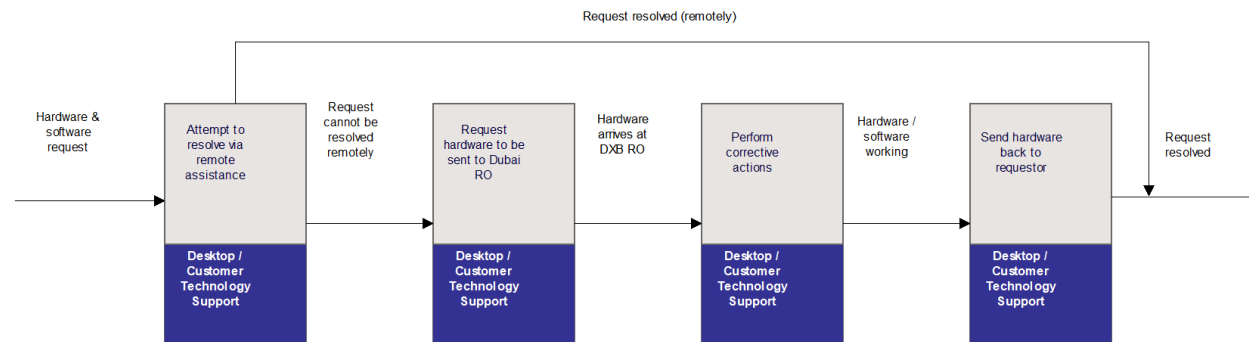 Request resolved (remotely)
Hardware &
software
request
Attempt to
resolve via
remote
assistance
Desktop /
Customer
Technology
Support
Request
cannot be
resolved
remotely
Request
hardware to be
sent to Dubai
RO
Desktop /
Customer
Technology
Support
Hardware
arrives at
DXB RO
Perform
corrective
actions
Desktop /
Customer
Technology
Support
Hardware /
software
working
Send hardware
back to
requestor
Desktop /
Customer
Technology
Support
Request
resolved